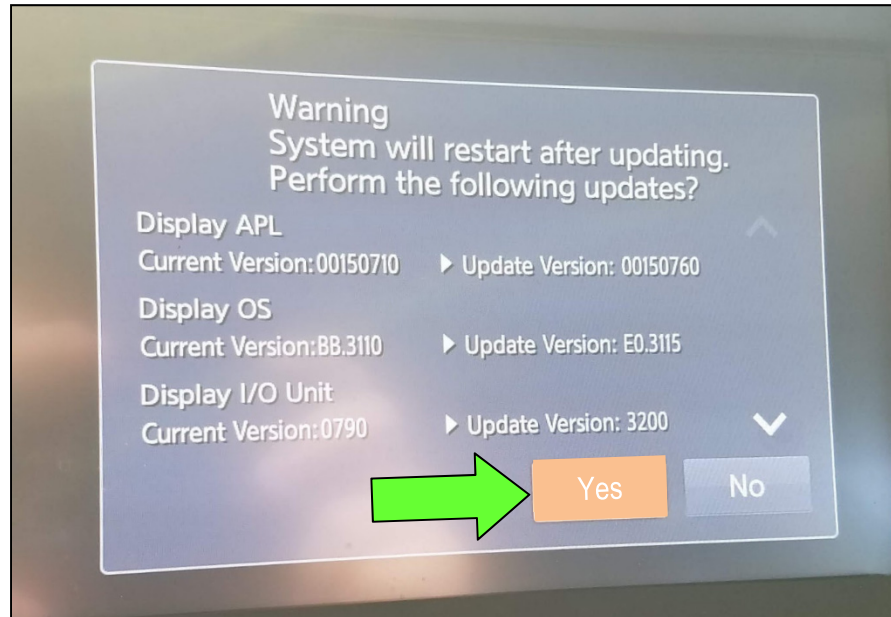 Warning
System will restart after updating.
Perform the following updates?
Display APL
Current Version:00150710 ▶ Update Version: 00150760
Display OS
Current Version:BB.3110 ▶ Update Version: E0.3115
Display I/O Unit
Current Version:0790 ▶ Update Version: 3200
Yes No